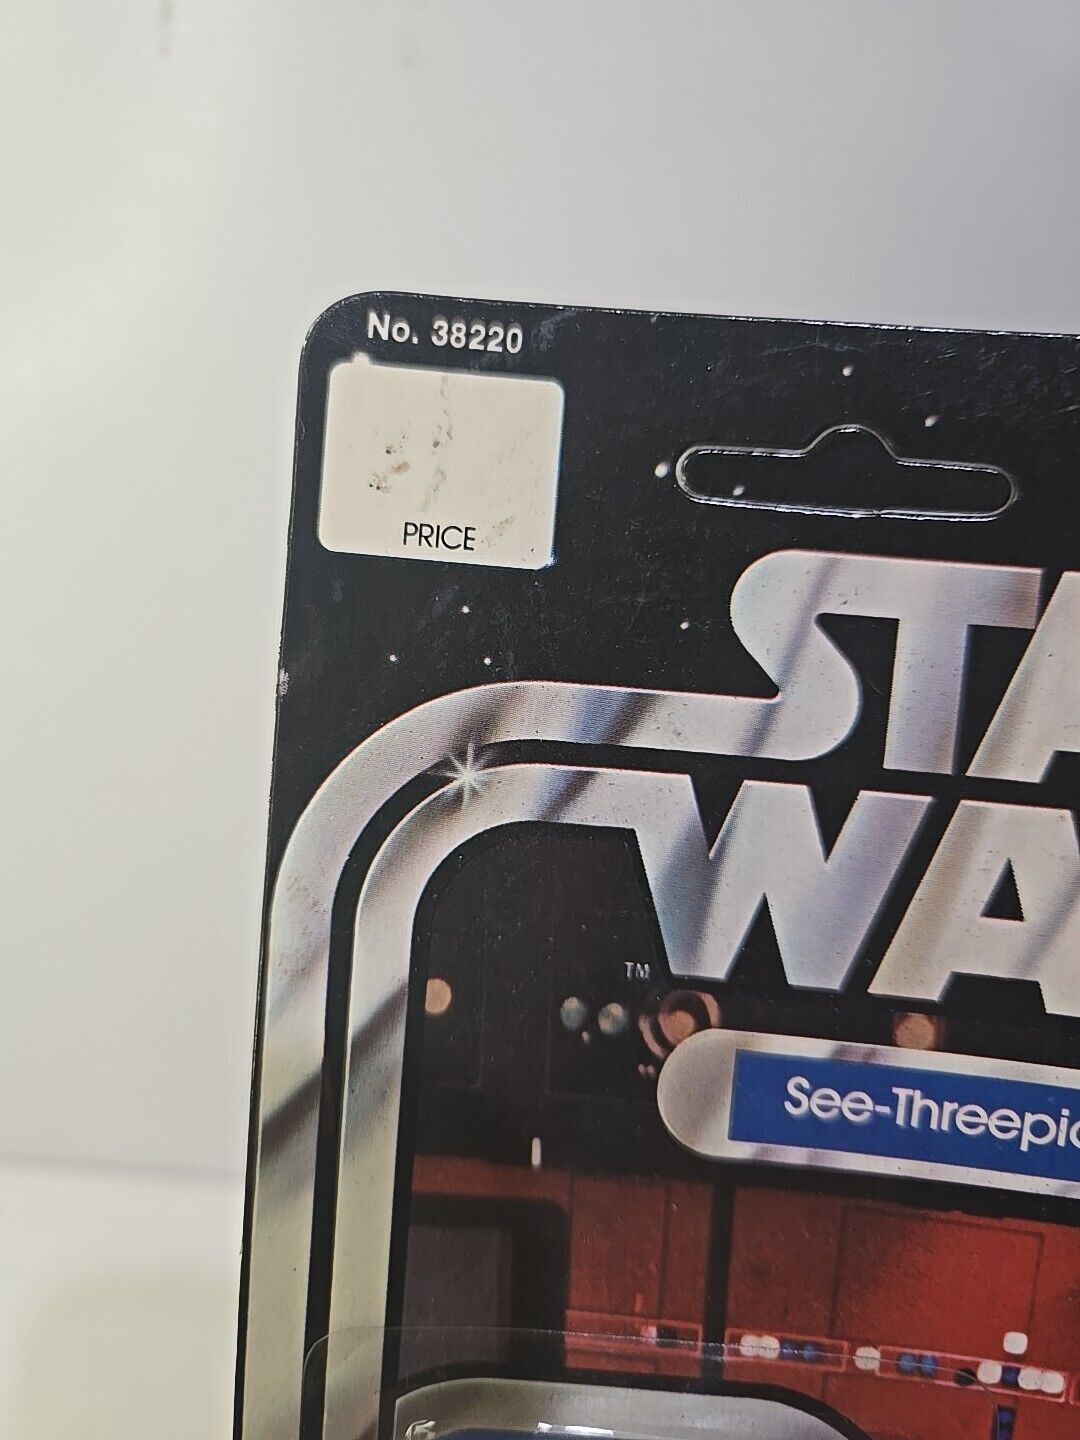 No. 38220
PRICE
STA
WA
TM
See-Threepio